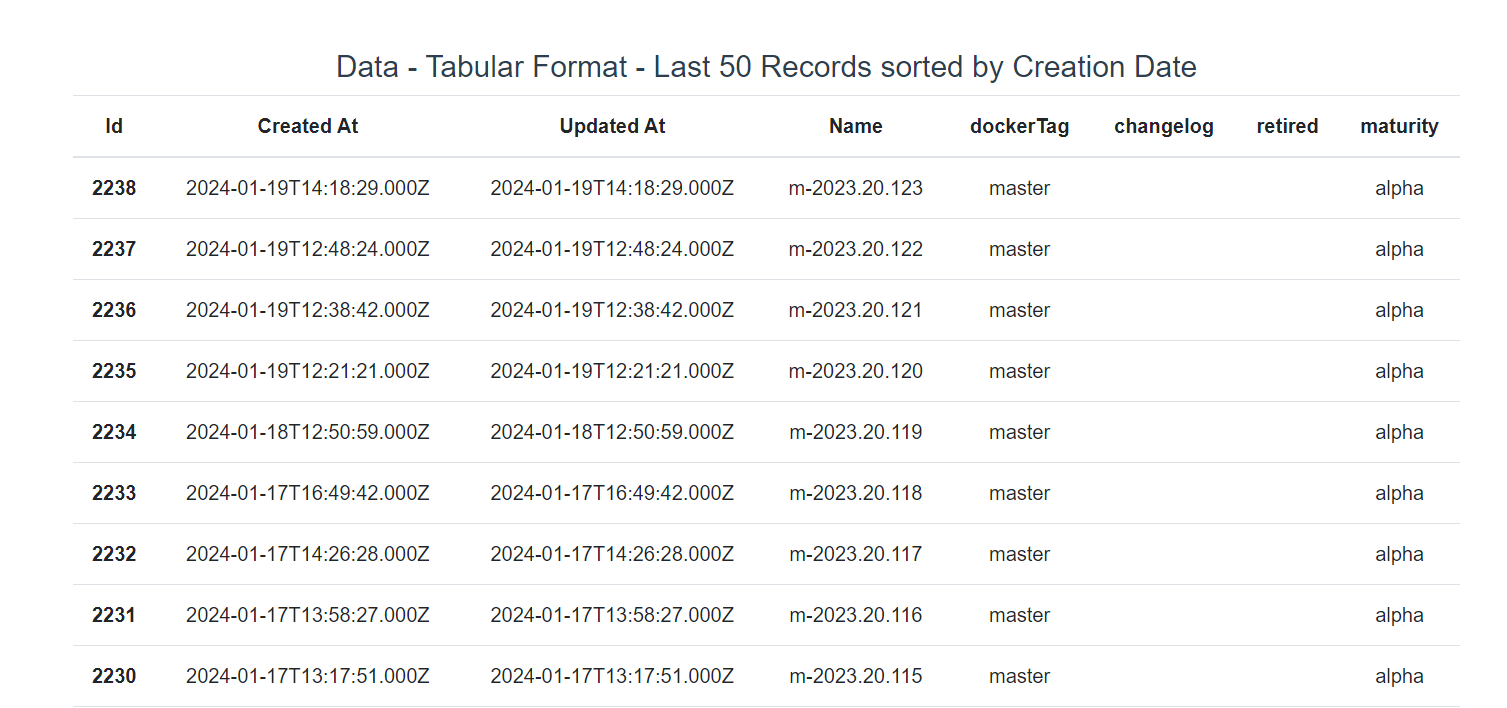 Data - Tabular Format - Last 50 Records sorted by Creation Date
Id Created At Updated At Name dockerTag changelog retired maturity
2238 2024-01-19T14:18:29.000Z 2024-01-19T14:18:29.000Z m-2023.20.123 master alpha
2237 2024-01-19T12:48:24.000Z 2024-01-19T12:48:24.000Z m-2023.20.122 master alpha
2236 2024-01-19T12:38:42.000Z 2024-01-19T12:38:42.000Z m-2023.20.121 master alpha
2235 2024-01-19T12:21:21.000Z 2024-01-19T12:21:21.000Z m-2023.20.120 master alpha
2234 2024-01-18T12:50:59.000Z 2024-01-18T12:50:59.000Z m-2023.20.119 master alpha
2233 2024-01-17T16:49:42.000Z 2024-01-17T16:49:42.000Z m-2023.20.118 master alpha
2232 2024-01-17T14:26:28.000Z 2024-01-17T14:26:28.000Z m-2023.20.117 master alpha
2231 2024-01-17T13:58:27.000Z 2024-01-17T13:58:27.000Z m-2023.20.116 master alpha
2230 2024-01-17T13:17:51.000Z 2024-01-17T13:17:51.000Z m-2023.20.115 master alpha